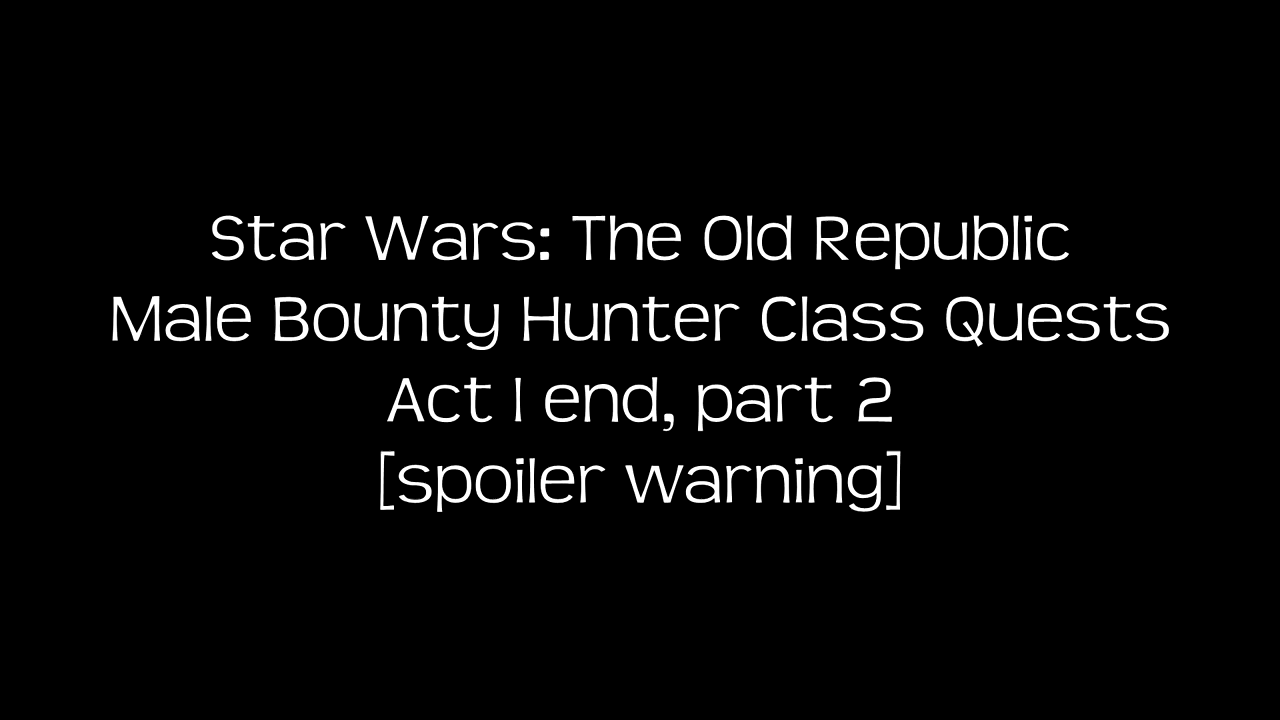 Star Wars: The Old Republic
Male Bounty Hunter Class Quests
Act I end, part 2
[spoiler warning]